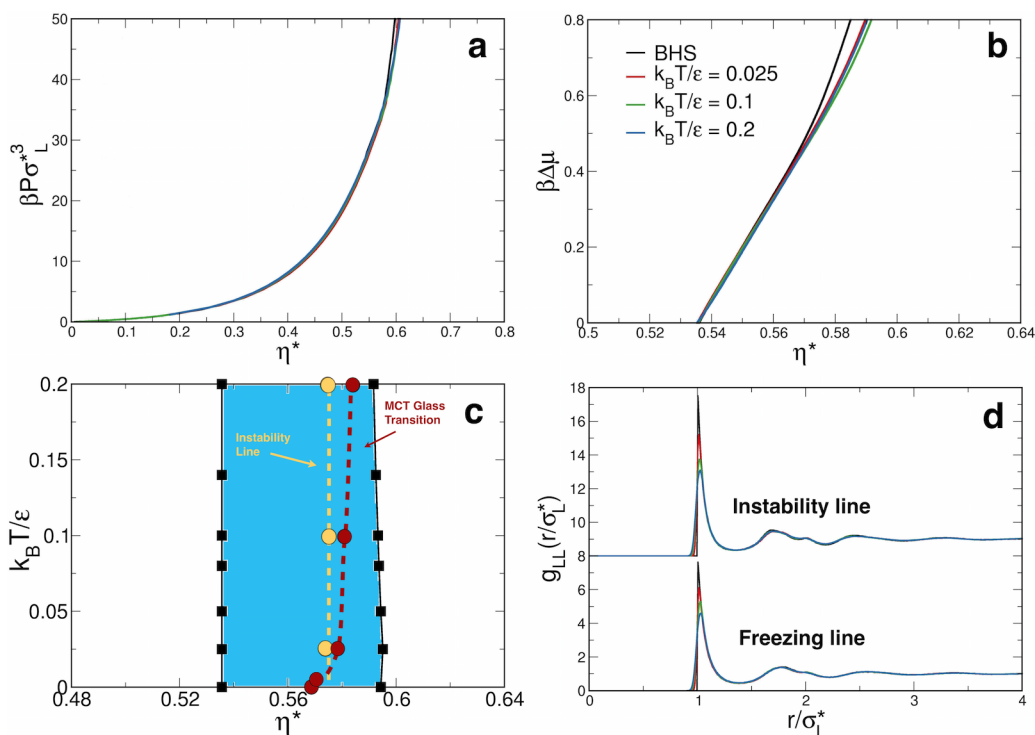 a
50
40
30
20
10
0
βPσ*L^3
0
0.1
0.2
0.3
0.4
0.5
0.6
0.7
0.8
η*
b
BHS
kBT/ε = 0.025
kBT/ε = 0.1
kBT/ε = 0.2
0.8
0.6
0.4
0.2
0
βΔμ
0.5
0.52
0.54
0.56
0.58
0.6
0.62
0.64
η*
c
MCT Glass
Transition
Instability
Line
0.2
0.15
0.1
0.05
0
kBT/ε
0.48
0.52
0.56
0.6
0.64
η*
d
18
16
14
12
10
8
6
4
2
0
gLL(r/σL*)
Instability line
Freezing line
0
1
2
3
4
r/σL*